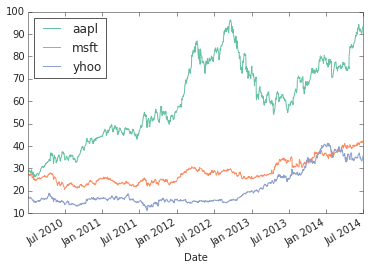 100
90
80
70
60
50
40
30
20
10
aapl
msft
yhoo
Jul 2010
Jan 2011
Jul 2011
Jan 2012
Jul 2012
Jan 2013
Jul 2013
Jan 2014
Jul 2014
Date